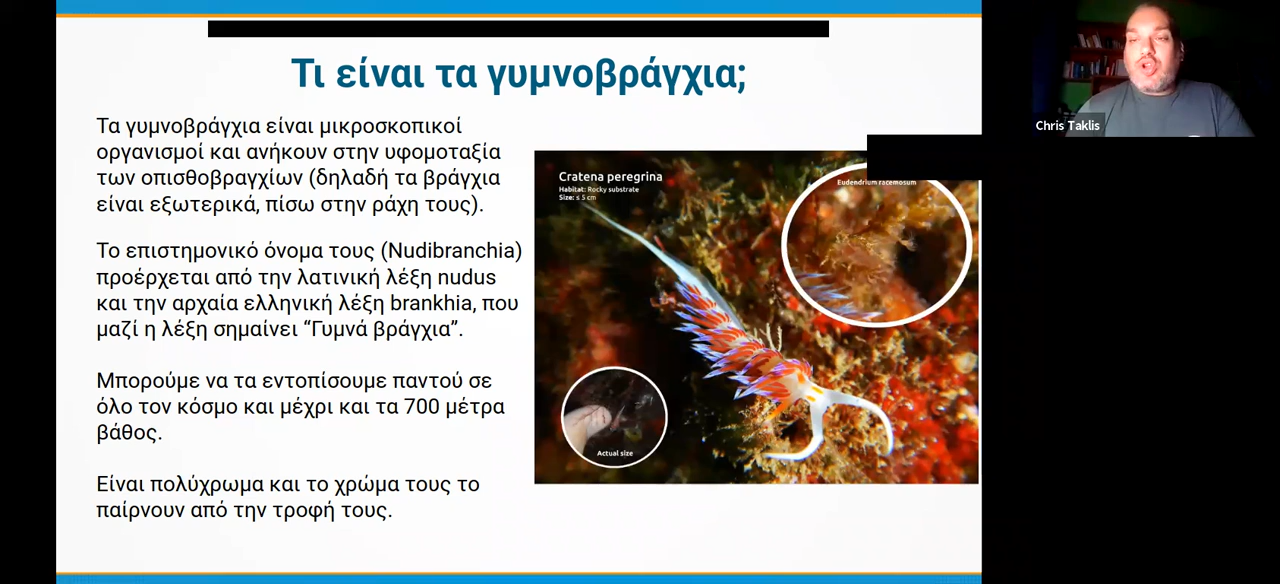 Τι είναι τα γυμνοβράγχια;
Τα γυμνοβράγχια είναι μικροσκοπικοί
οργανισμοί και ανήκουν στην υφομοταξία
των οπισθοβραγχίων (δηλαδή τα βράγχια
είναι εξωτερικά, πίσω στην ράχη τους).
Το επιστημονικό όνομα τους (Nudibranchia)
προέρχεται από την λατινική λέξη nudus
και την αρχαία ελληνική λέξη brankhia, που
μαζί η λέξη σημαίνει “Γυμνά βράγχια”.
Μπορούμε να τα εντοπίσουμε παντού σε
όλο τον κόσμο και μέχρι και τα 700 μέτρα
βάθος.
Είναι πολύχρωμα και το χρώμα τους το
παίρνουν από την τροφή τους.
Cratena peregrina
Habitat: Rocky substrate
Size: ≤ 5 cm
Eudendrium racemosum
Actual size
Chris Taklis